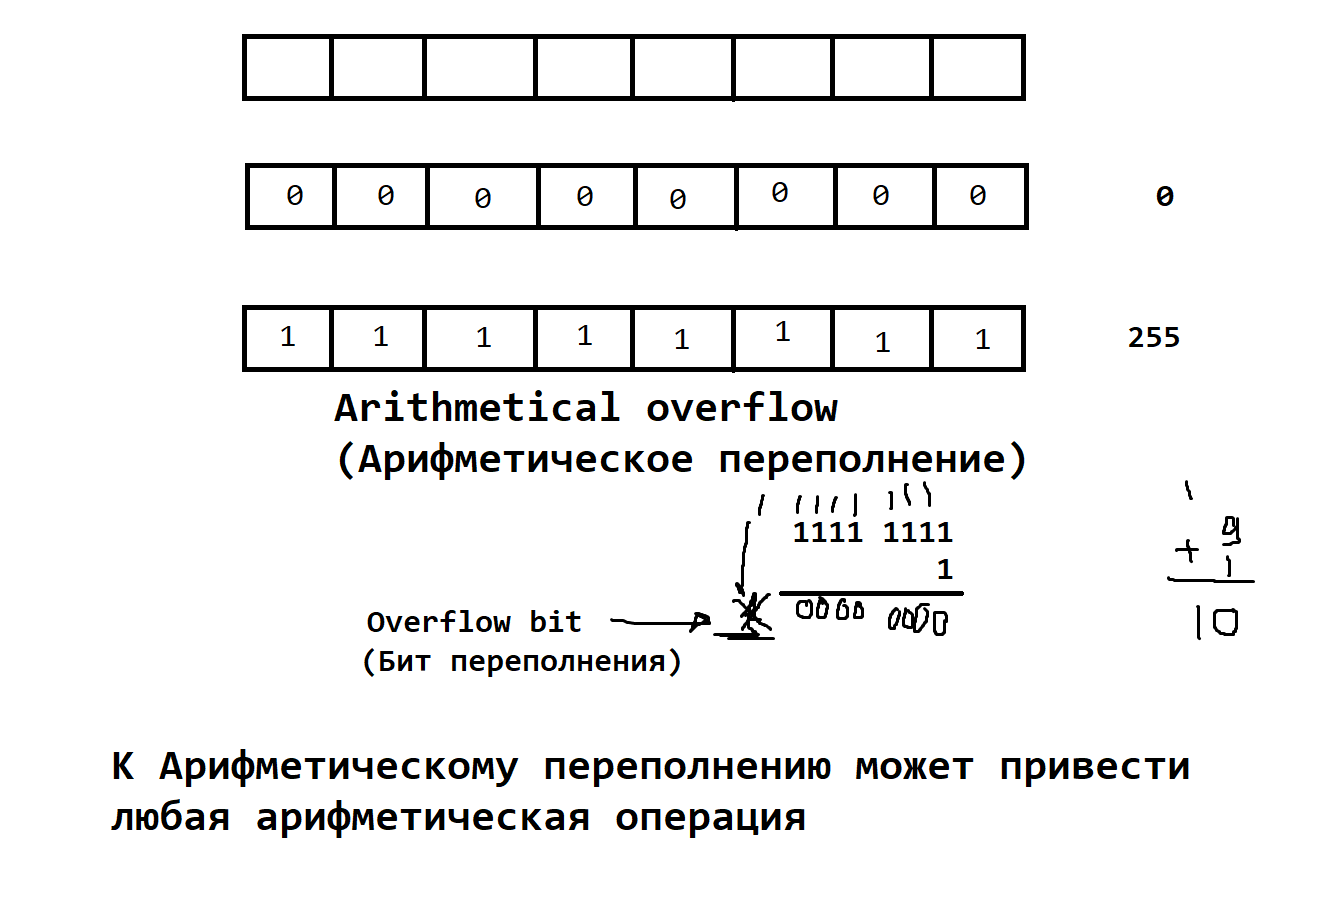 0 0 0 0 0 0 0 0 0
1 1 1 1 1 1 1 1 255
Arithmetical overflow
(Арифметическое переполнение)
1 1111 1111 1
1111 1111 9
1 + 1
Overflow bit 0000 0000 10
(Бит переполнения)
К Арифметическому переполнению может привести
любая арифметическая операция